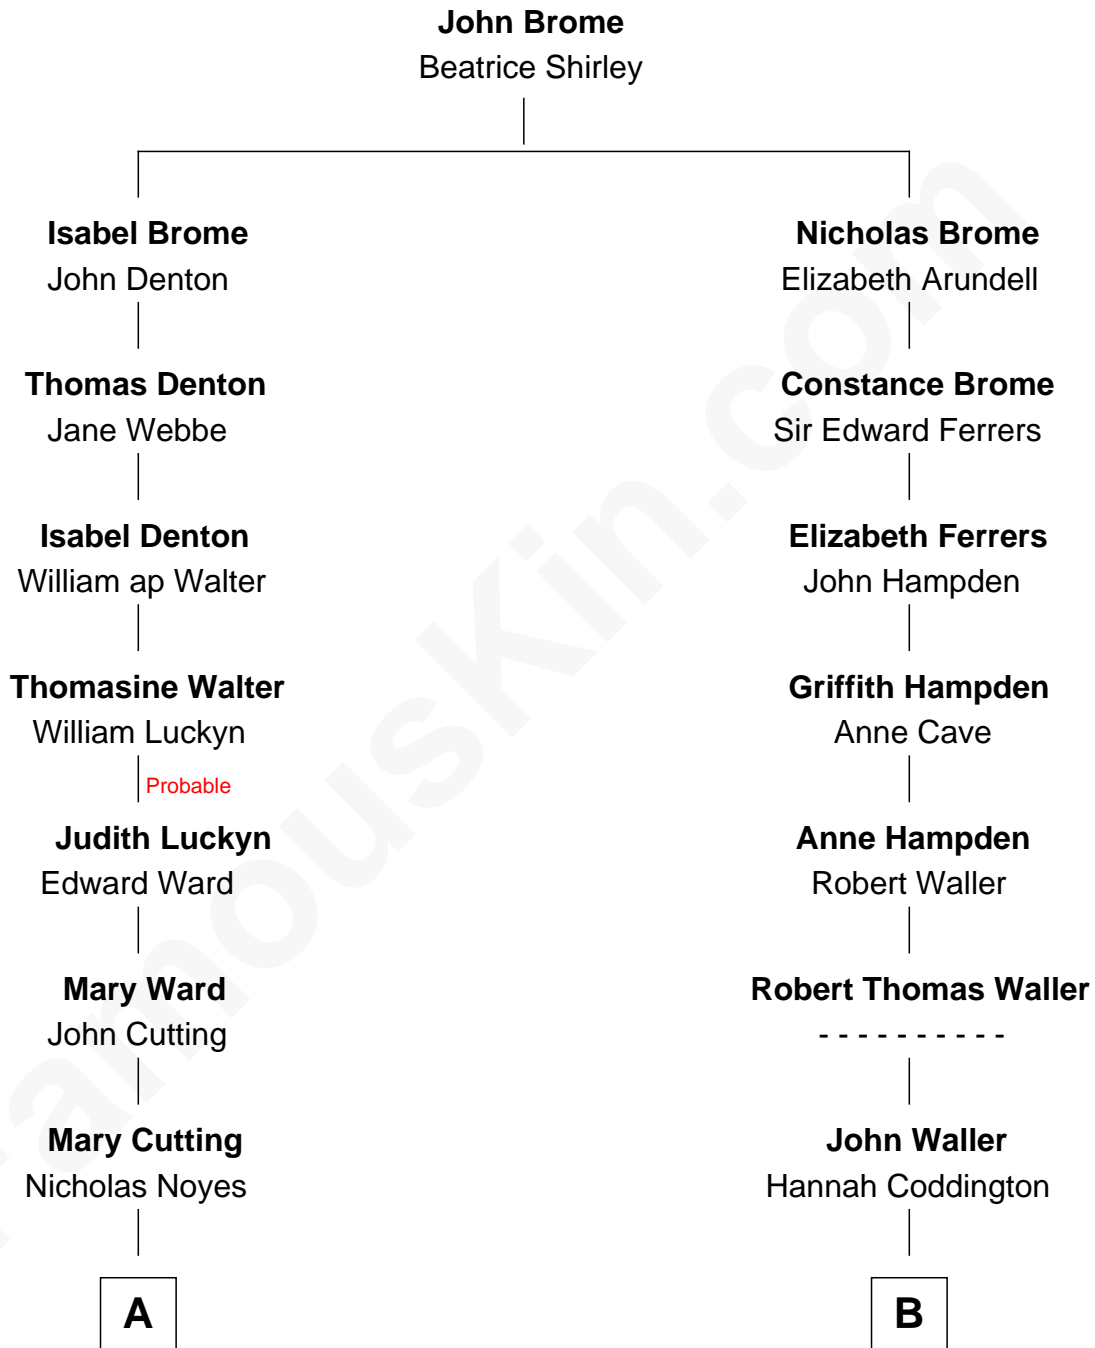 John Brome
Beatrice Shirley
Isabel Brome
John Denton
Nicholas Brome
Elizabeth Arundell
Thomas Denton
Jane Webbe
Constance Brome
Sir Edward Ferrers
Isabel Denton
William ap Walter
Elizabeth Ferrers
John Hampden
Thomasine Walter
William Luckyn
Griffith Hampden
Anne Cave
Probable
Judith Luckyn
Edward Ward
Anne Hampden
Robert Waller
Mary Ward
John Cutting
Robert Thomas Waller
- - - - - - - - - -
Mary Cutting
Nicholas Noyes
John Waller
Hannah Coddington
A
B
FamousKin.com